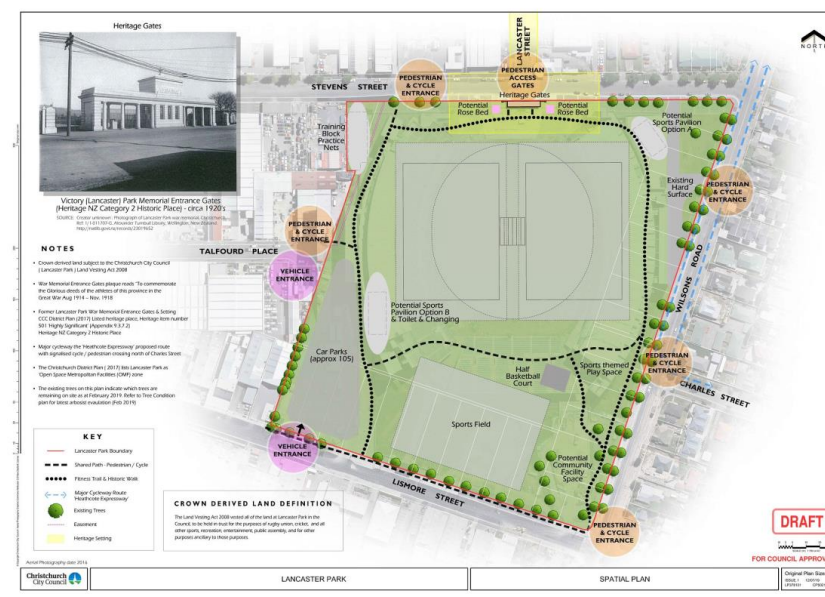 Heritage Gates
Victory (Lancaster) Park Memorial Entrance Gates
(Heritage NZ Category 2 Historic Place) - circa 1920's
NOTES
• Crown derived land subject to the Christchurch City Council
( Lancaster Park ) Land Vesting Act 2008
• War Memorial Entrance Gates plaque reads 'To commemorate
the Glorious deeds of the athletes of this province in the
Great War Aug 1914 – Nov. 1918
• Former Lancaster Park War Memorial Entrance Gates & Setting
CCC District Plan (2017) Listed heritage place, Heritage item number
501 'Highly Significant' (Appendix 9.3.7.2)
Heritage NZ Category 2 Historic Place
• Major cycleway the 'Heathcote Expressway' proposed route
with signalised cycle / pedestrian crossing north of Charles Street
• The Christchurch District Plan ( 2017) lists Lancaster Park as
'Open Space Metropolitan Facilities (OMF) zone
• The existing trees on this plan indicate which trees are
remaining on site as at February 2019. Refer to Tree Condition
plan for latest arborist evaulation (Feb 2019)
KEY
Lancaster Park Boundary
Shared Path - Pedestrian / Cycle
Fitness Trail & Historic Walk
Major Cycleway Route
'Heathcote Expressway'
Existing Trees
Easement
Heritage Setting
Aerial Photography date 2016
STEVENS STREET
LANCASTER
STREET
PEDESTRIAN
& CYCLE
ENTRANCE
PEDESTRIAN
ACCESS
GATES
Heritage Gates
Potential
Rose Bed
Potential
Rose Bed
NORTH
Training
Block
Practice
Nets
Potential
Sports Pavilion
Option A
Existing
Hard
Surface
PEDESTRIAN
& CYCLE
ENTRANCE
PEDESTRIAN
& CYCLE
ENTRANCE
TALFOURD PLACE
VEHICLE
ENTRANCE
WILSONS ROAD
Potential Sports
Pavilion Option B
& Toilet & Changing
Car Parks
(approx 105)
Half
Basketball
Court
Sports themed
Play Space
PEDESTRIAN
& CYCLE
ENTRANCE
CHARLES STREET
Sports Field
VEHICLE
ENTRANCE
Potential
Community
Facility
Space
LISMORE STREET
PEDESTRIAN
& CYCLE
ENTRANCE
CROWN DERIVED LAND DEFINITION
The Land Vesting Act 2008 vested all of the land at Lancaster Park in the
Council, to be held in trust for the purposes of rugby union, cricket, and all
other sports, recreation, entertainment, public assembly, and for other
purposes ancillary to those purposes.
DRAFT
FOR COUNCIL APPROV
Christchurch
City Council
LANCASTER PARK
SPATIAL PLAN
Original Plan Size